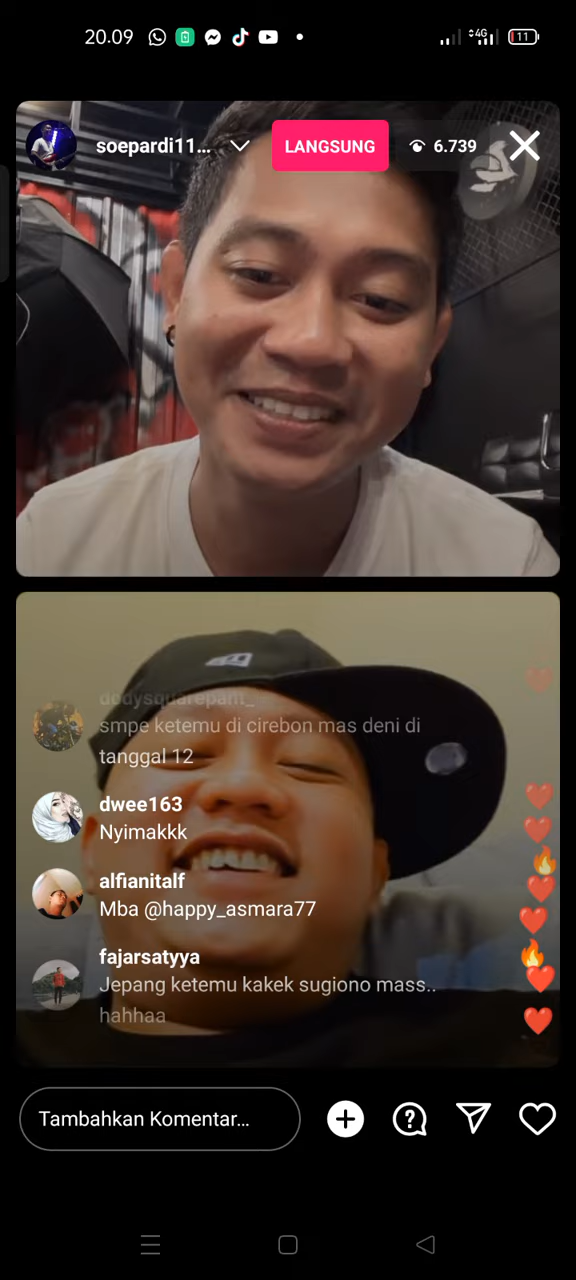 20.09
4G
11
soepardi11...
LANGSUNG
6.739
dodysquarepant_
smpe ketemu di cirebon mas deni di
tanggal 12
dwee163
Nyimakkk
alfianitalf
Mba @happy_asmara77
fajarsatyya
Jepang ketemu kakek sugiono mass..
hahhaa
Tambahkan Komentar...